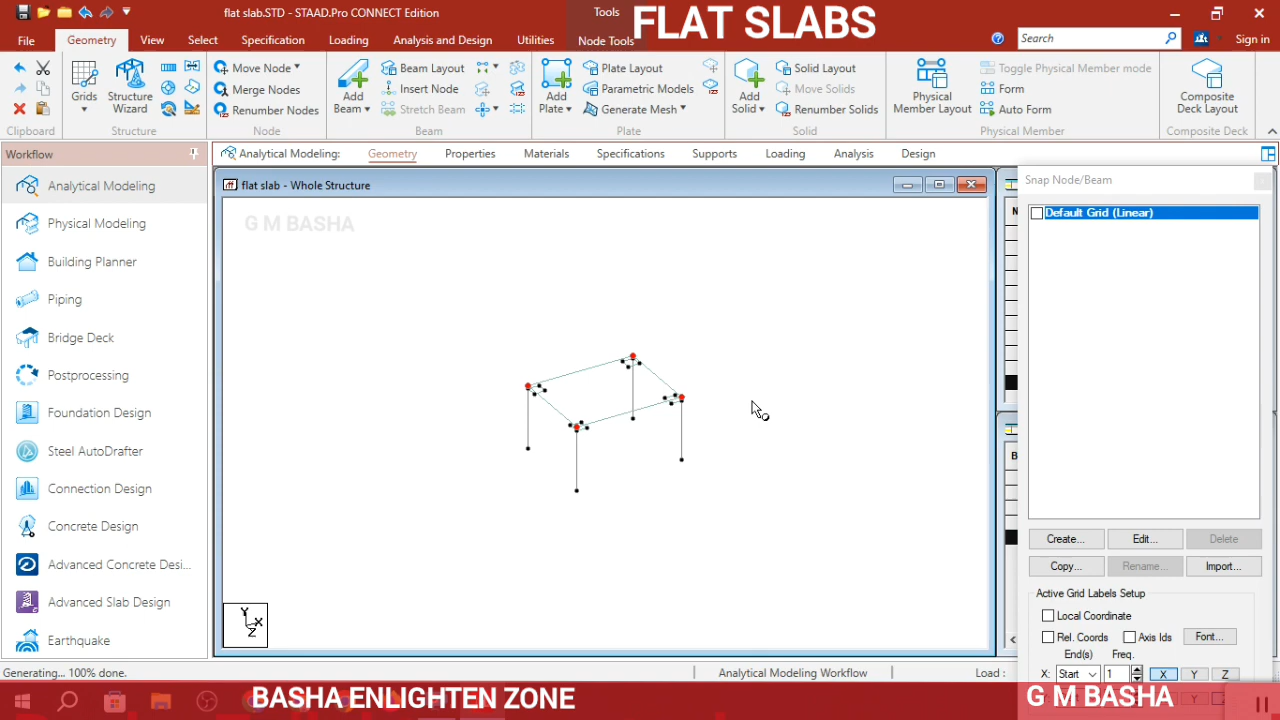 flat slab.STD - STAAD.Pro CONNECT Edition
Tools
FLAT SLABS
File
Geometry
View
Select
Specification
Loading
Analysis and Design
Utilities
Node Tools
Search
Sign in
Grids
Structure Wizard
Move Node
Merge Nodes
Renumber Nodes
Add Beam
Beam Layout
Insert Node
Stretch Beam
Add Plate
Plate Layout
Parametric Models
Generate Mesh
Add Solid
Solid Layout
Move Solids
Renumber Solids
Physical Member Layout
Toggle Physical Member mode
Form
Auto Form
Composite Deck Layout
Clipboard
Structure
Node
Beam
Plate
Solid
Physical Member
Composite Deck
Workflow
Analytical Modeling:
Geometry
Properties
Materials
Specifications
Supports
Loading
Analysis
Design
Analytical Modeling
Physical Modeling
Building Planner
Piping
Bridge Deck
Postprocessing
Foundation Design
Steel AutoDrafter
Connection Design
Concrete Design
Advanced Concrete Desi...
Advanced Slab Design
Earthquake
flat slab - Whole Structure
G M BASHA
Y
X
Z
N
B
Snap Node/Beam
Default Grid (Linear)
Create...
Edit...
Delete
Copy...
Rename...
Import...
Active Grid Labels Setup
Local Coordinate
Rel. Coords
Axis Ids
Font...
End(s)
Freq.
X:
Start
1
X
Y
Z
Generating... 100% done.
Analytical Modeling Workflow
Load :
BASHA ENLIGHTEN ZONE
G M BASHA